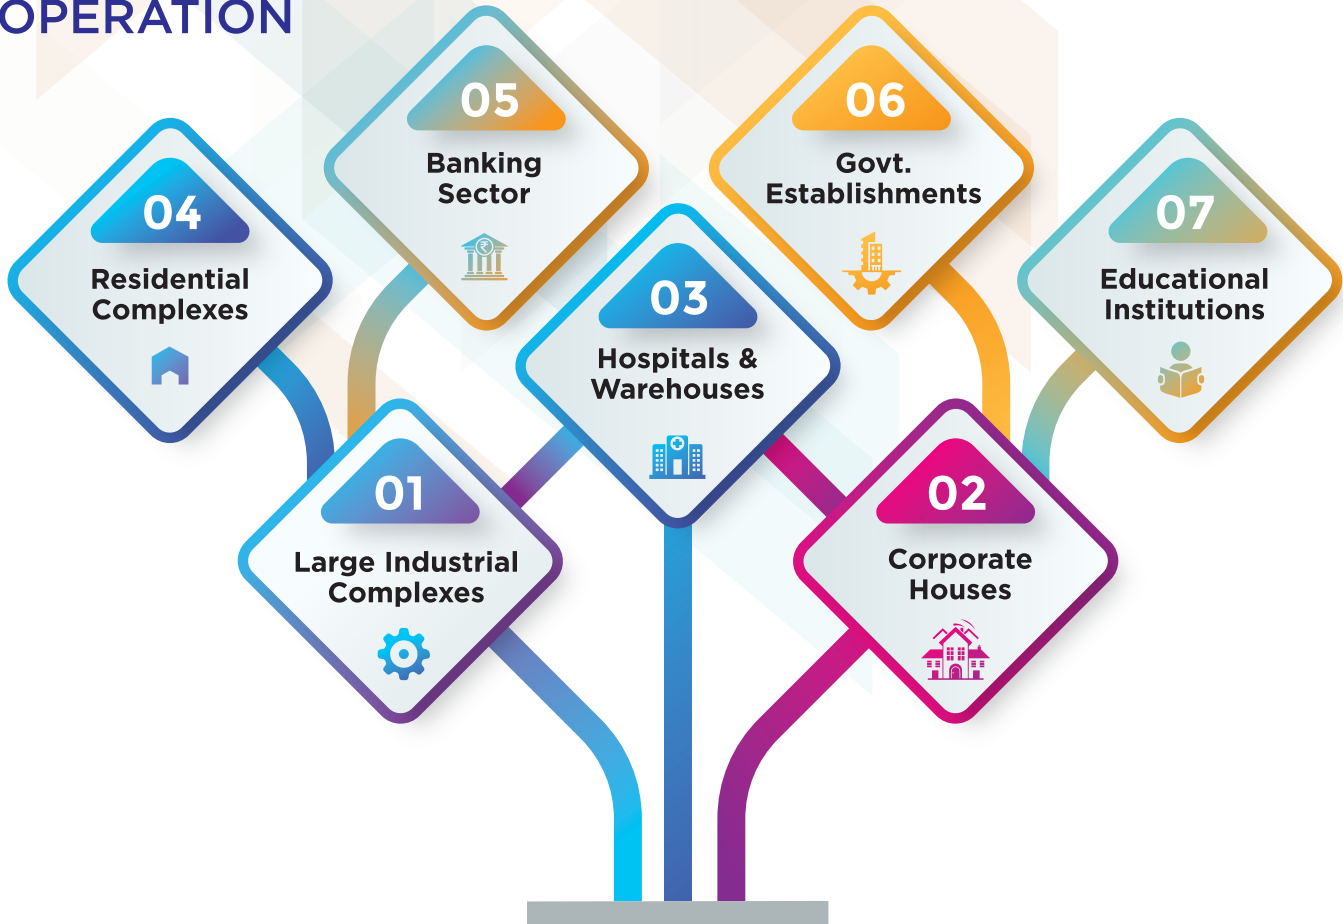 OPERATION
01
Large Industrial
Complexes
02
Corporate
Houses
03
Hospitals &
Warehouses
04
Residential
Complexes
05
Banking
Sector
₹
06
Govt.
Establishments
07
Educational
Institutions